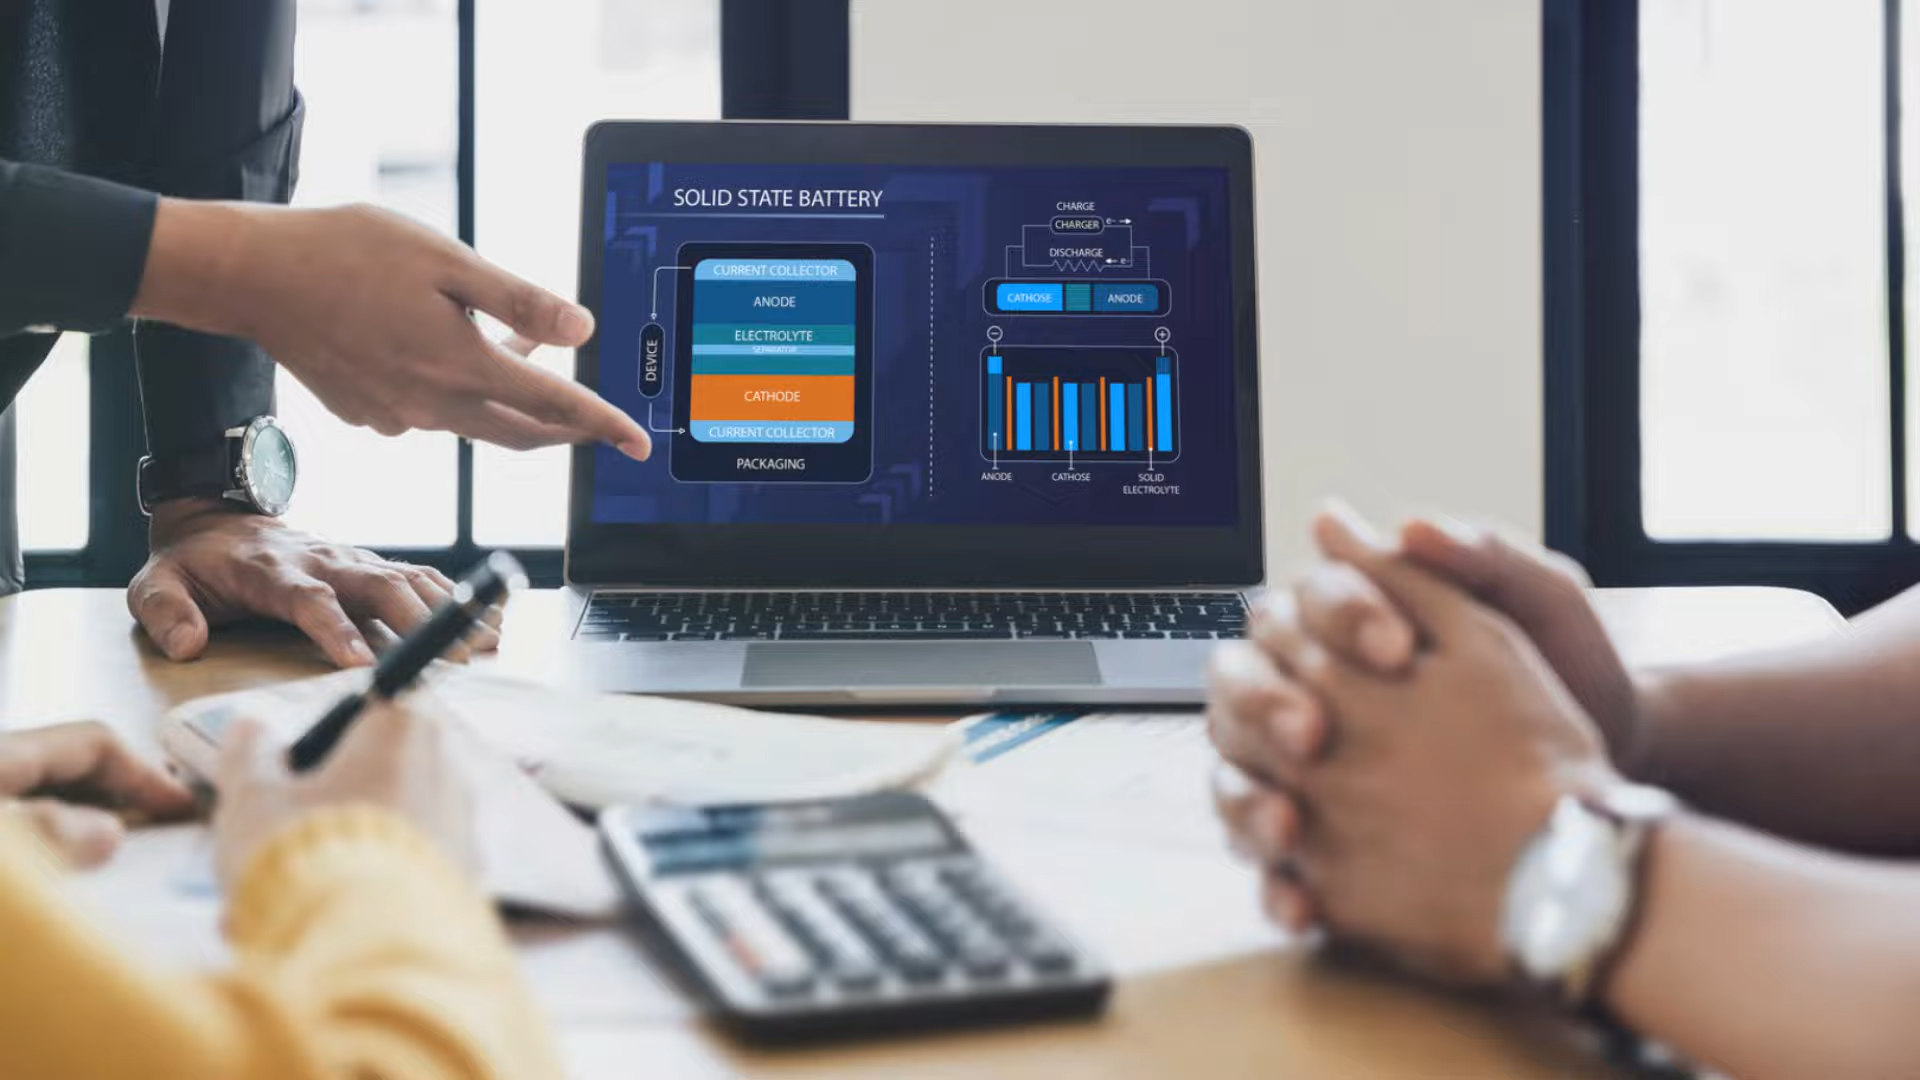 SOLID STATE BATTERY
CURRENT COLLECTOR
ANODE
ELECTROLYTE
SEPARATOR
CATHODE
CURRENT COLLECTOR
PACKAGING
DEVICE
CHARGE
CHARGER e-
DISCHARGE
e-
CATHOSE ANODE
− +
ANODE CATHOSE SOLID
ELECTROLYTE